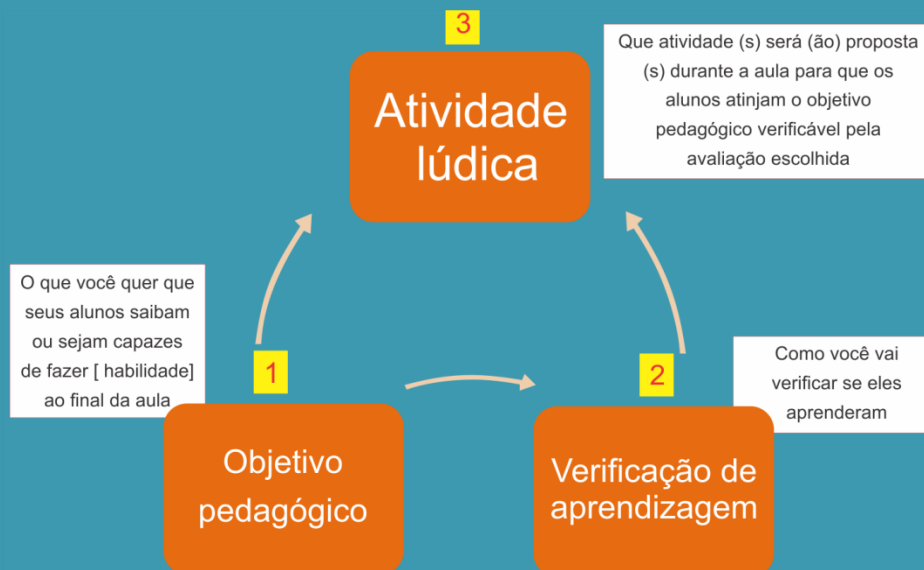 3
Atividade
lúdica
Que atividade (s) será (ão) proposta
(s) durante a aula para que os
alunos atinjam o objetivo
pedagógico verificável pela
avaliação escolhida
O que você quer que
seus alunos saibam
ou sejam capazes
de fazer [ habilidade]
ao final da aula
1
Objetivo
pedagógico
2
Como você vai
verificar se eles
aprenderam
Verificação de
aprendizagem